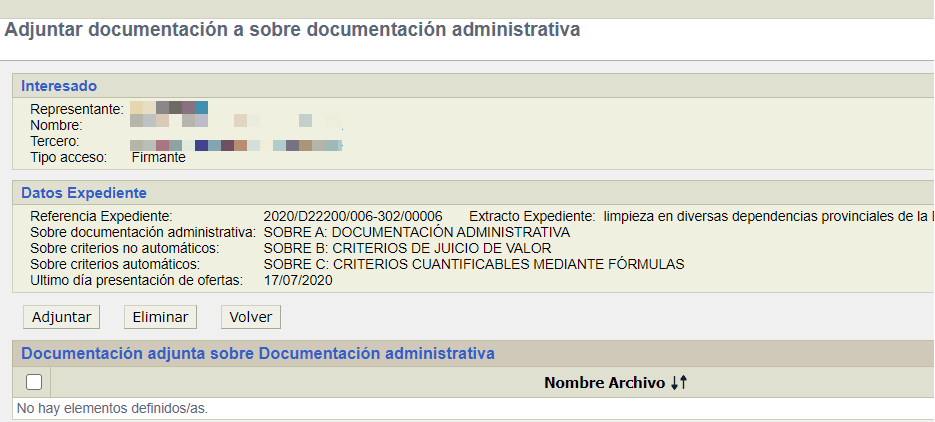 Adjuntar documentación a sobre documentación administrativa
Interesado
Representante:
Nombre:
Tercero:
Tipo acceso: Firmante
Datos Expediente
Referencia Expediente: 2020/D22200/006-302/00006 Extracto Expediente: limpieza en diversas dependencias provinciales de la
Sobre documentación administrativa: SOBRE A: DOCUMENTACIÓN ADMINISTRATIVA
Sobre criterios no automáticos: SOBRE B: CRITERIOS DE JUICIO DE VALOR
Sobre criterios automáticos: SOBRE C: CRITERIOS CUANTIFICABLES MEDIANTE FÓRMULAS
Ultimo día presentación de ofertas: 17/07/2020
Adjuntar Eliminar Volver
Documentación adjunta sobre Documentación administrativa
Nombre Archivo
No hay elementos definidos/as.